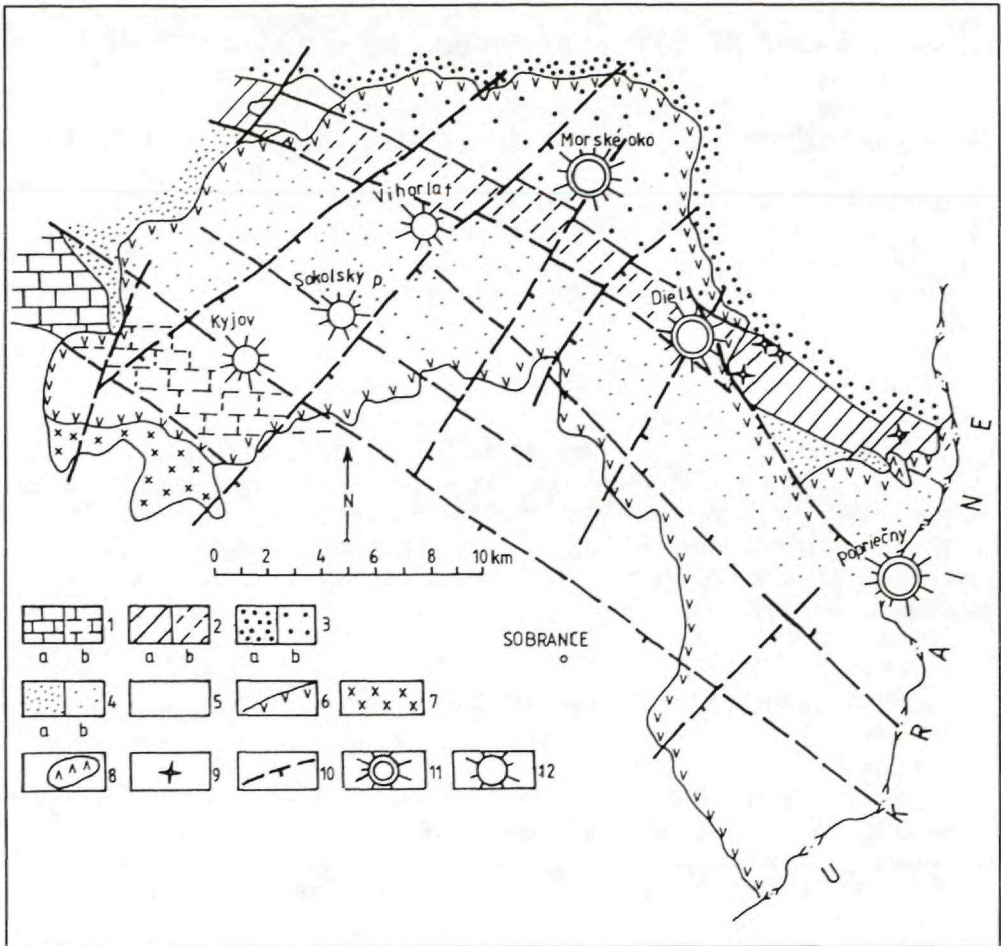 Morské oko
Vihorlat
Sokolský p.
Diel
Kyjov
N
Popriečny
0 2 4 6 8 10 km
SOBRANCE
1
a b
2
a b
3
a b
4
a b
5
6
7
8
9
10
11
12
UKRAINE